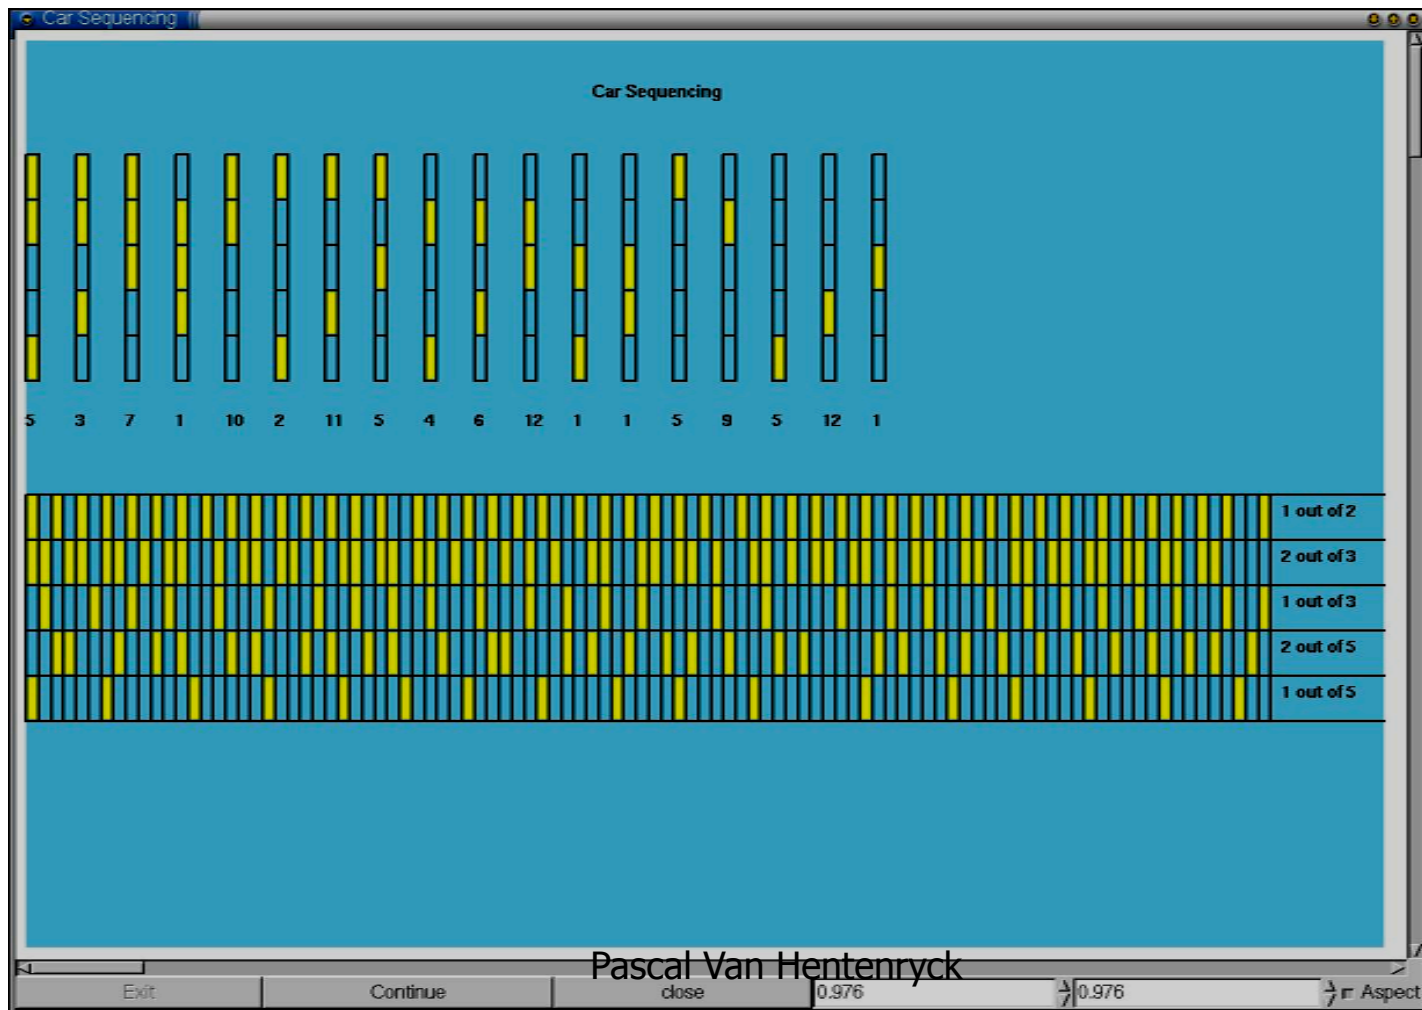 Car Sequencing
Car Sequencing
5 3 7 1 10 2 11 5 4 6 12 1 1 5 9 5 12 1
1 out of 2
2 out of 3
1 out of 3
2 out of 5
1 out of 5
Pascal Van Hentenryck
Exit Continue close 0.976 0.976 Aspect